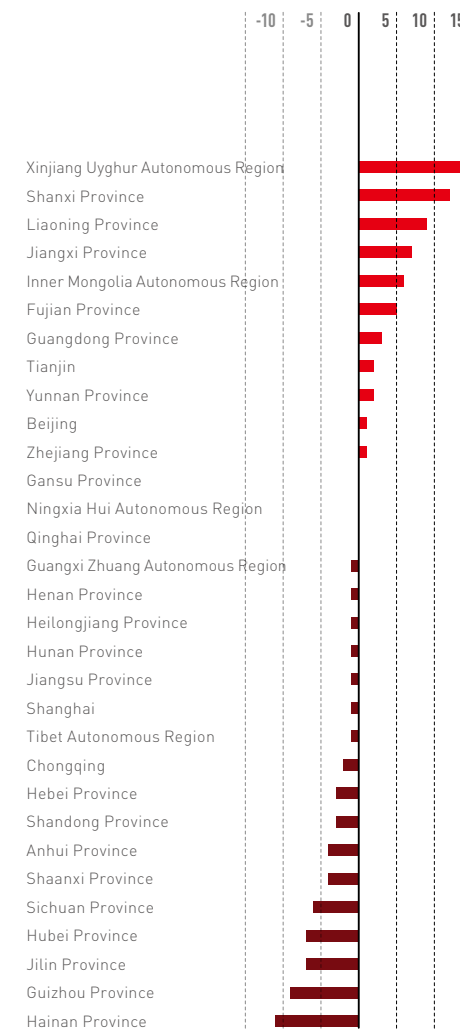 -10 -5 0 5 10 15
Xinjiang Uyghur Autonomous Region
Shanxi Province
Liaoning Province
Jiangxi Province
Inner Mongolia Autonomous Region
Fujian Province
Guangdong Province
Tianjin
Yunnan Province
Beijing
Zhejiang Province
Gansu Province
Ningxia Hui Autonomous Region
Qinghai Province
Guangxi Zhuang Autonomous Region
Henan Province
Heilongjiang Province
Hunan Province
Jiangsu Province
Shanghai
Tibet Autonomous Region
Chongqing
Hebei Province
Shandong Province
Anhui Province
Shaanxi Province
Sichuan Province
Hubei Province
Jilin Province
Guizhou Province
Hainan Province